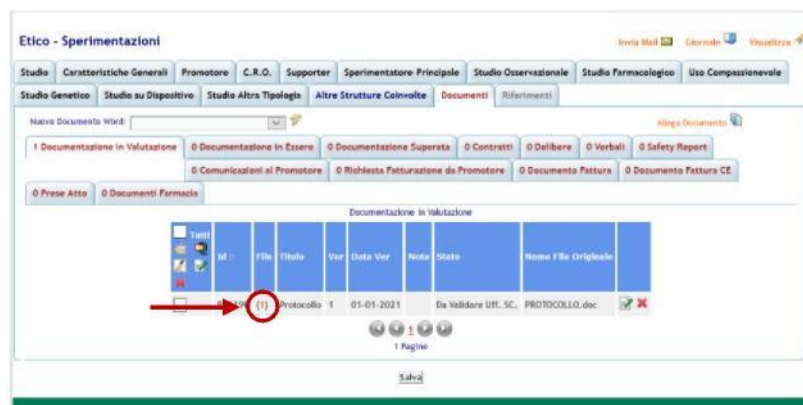 Etico - Sperimentazioni
Invia Mail Giornale Visualizza
Studio Caratteristiche Generali Promotore C.R.O. Supporter Sperimentatore Principale Studio Osservazionale Studio Farmacologico Uso Compassionevole
Studio Genetico Studio su Dispositivo Studio Altra Tipologia Altre Strutture Coinvolte Documenti Riferimenti
Nuovo Documento Word: Allega Documento
1 Documentazione in Valutazione 0 Documentazione in Essere 0 Documentazione Superata 0 Contratti 0 Delibere 0 Verbali 0 Safety Report
0 Comunicazioni al Promotore 0 Richiesta Fatturazione da Promotore 0 Documento Fattura 0 Documento Fattura CE
0 Prese Atto 0 Documenti Farmacia
Documentazione in Valutazione
Tutti
Id File Titolo Ver Data Ver Note Stato Nome File Originale
(1) Protocollo 1 01-01-2021 Da Validare Uff. SC. PROTOCOLLO.doc
1
1 Pagine
Salva